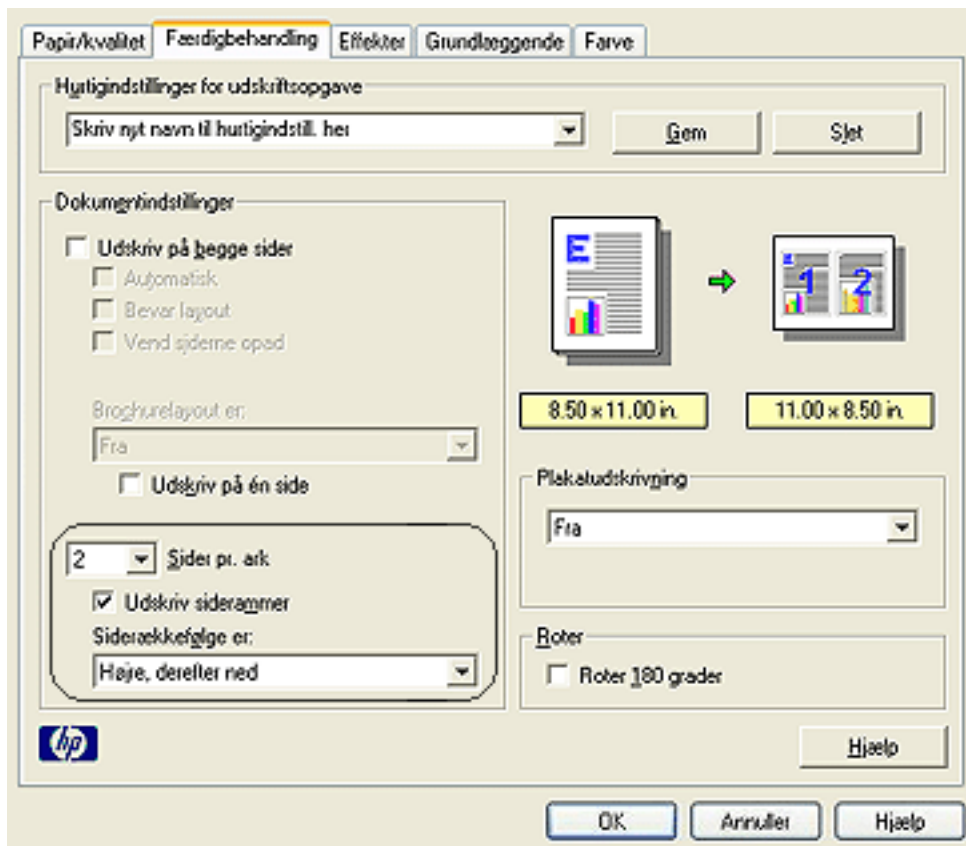 Papir/kvalitet Færdigbehandling Effekter Grundlæggende Farve
Hurtigindstillinger for udskriftsopgave
Skriv nyt navn til hurtigindstill. her
Gem
Slet
Dokumentindstillinger
Udskriv på begge sider
Automatisk
Bevar layout
Vend siderne opad
Brochurelayout er:
Fra
Udskriv på én side
2 Sider pr. ark
Udskriv siderammer
Siderækkefølge er:
Højre, derefter ned
E
1 2
8.50 x 11.00 in.
11.00 x 8.50 in.
Plakatudskrivning
Fra
Roter
Roter 180 grader
hp
Hjælp
OK Annuller Hjælp